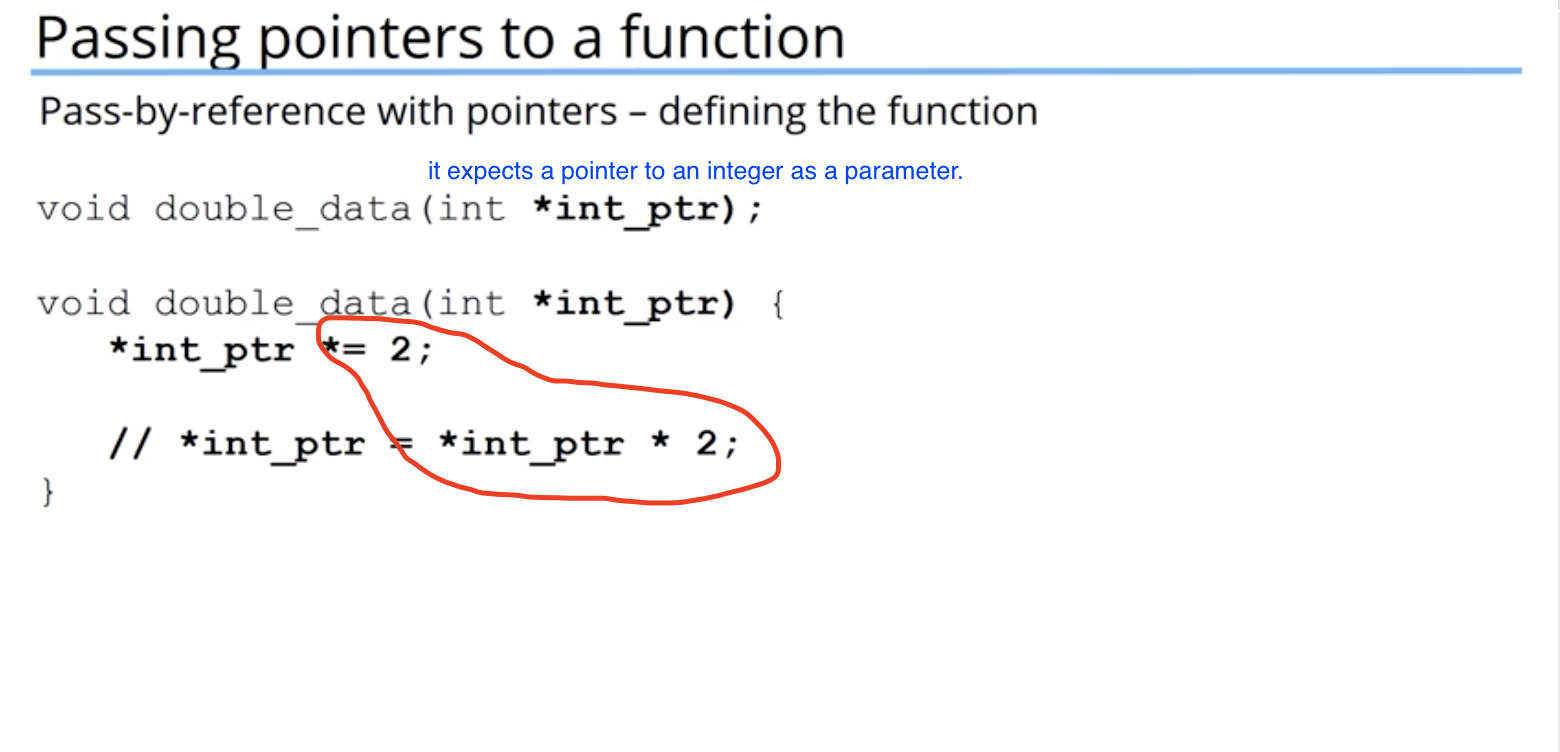 Passing pointers to a function
Pass-by-reference with pointers – defining the function
it expects a pointer to an integer as a parameter.
void double_data(int *int_ptr);
void double_data(int *int_ptr) {
*int_ptr *= 2;
// *int_ptr = *int_ptr * 2;
}